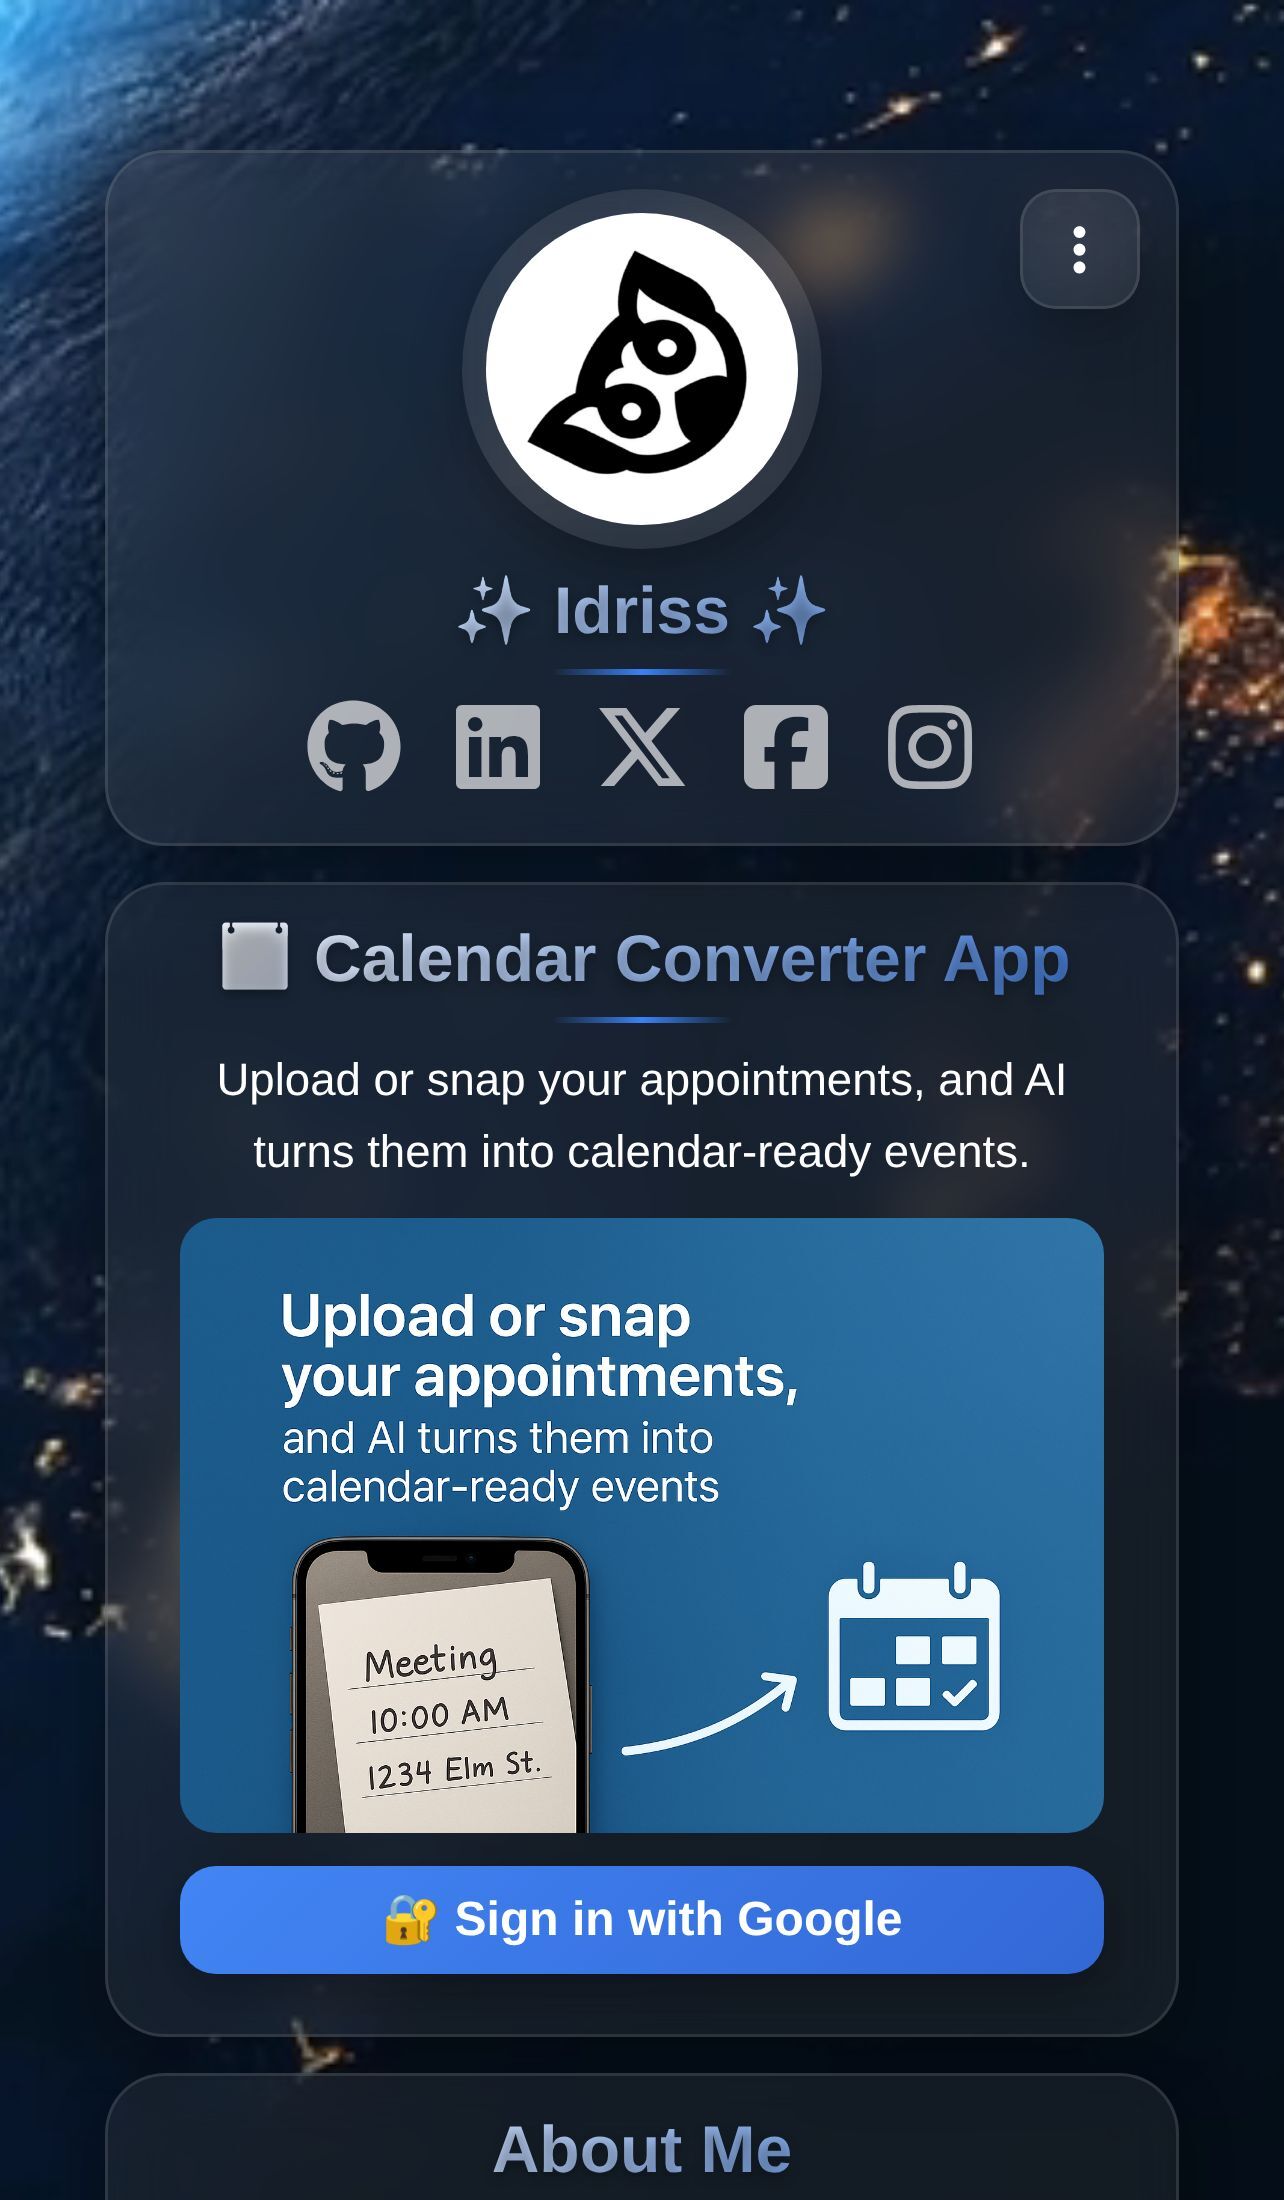 ✨ Idriss ✨
Calendar Converter App
Upload or snap your appointments, and AI
turns them into calendar-ready events.
Upload or snap
your appointments,
and AI turns them into
calendar-ready events
Meeting
10:00 AM
1234 Elm St.
🔐 Sign in with Google
About Me